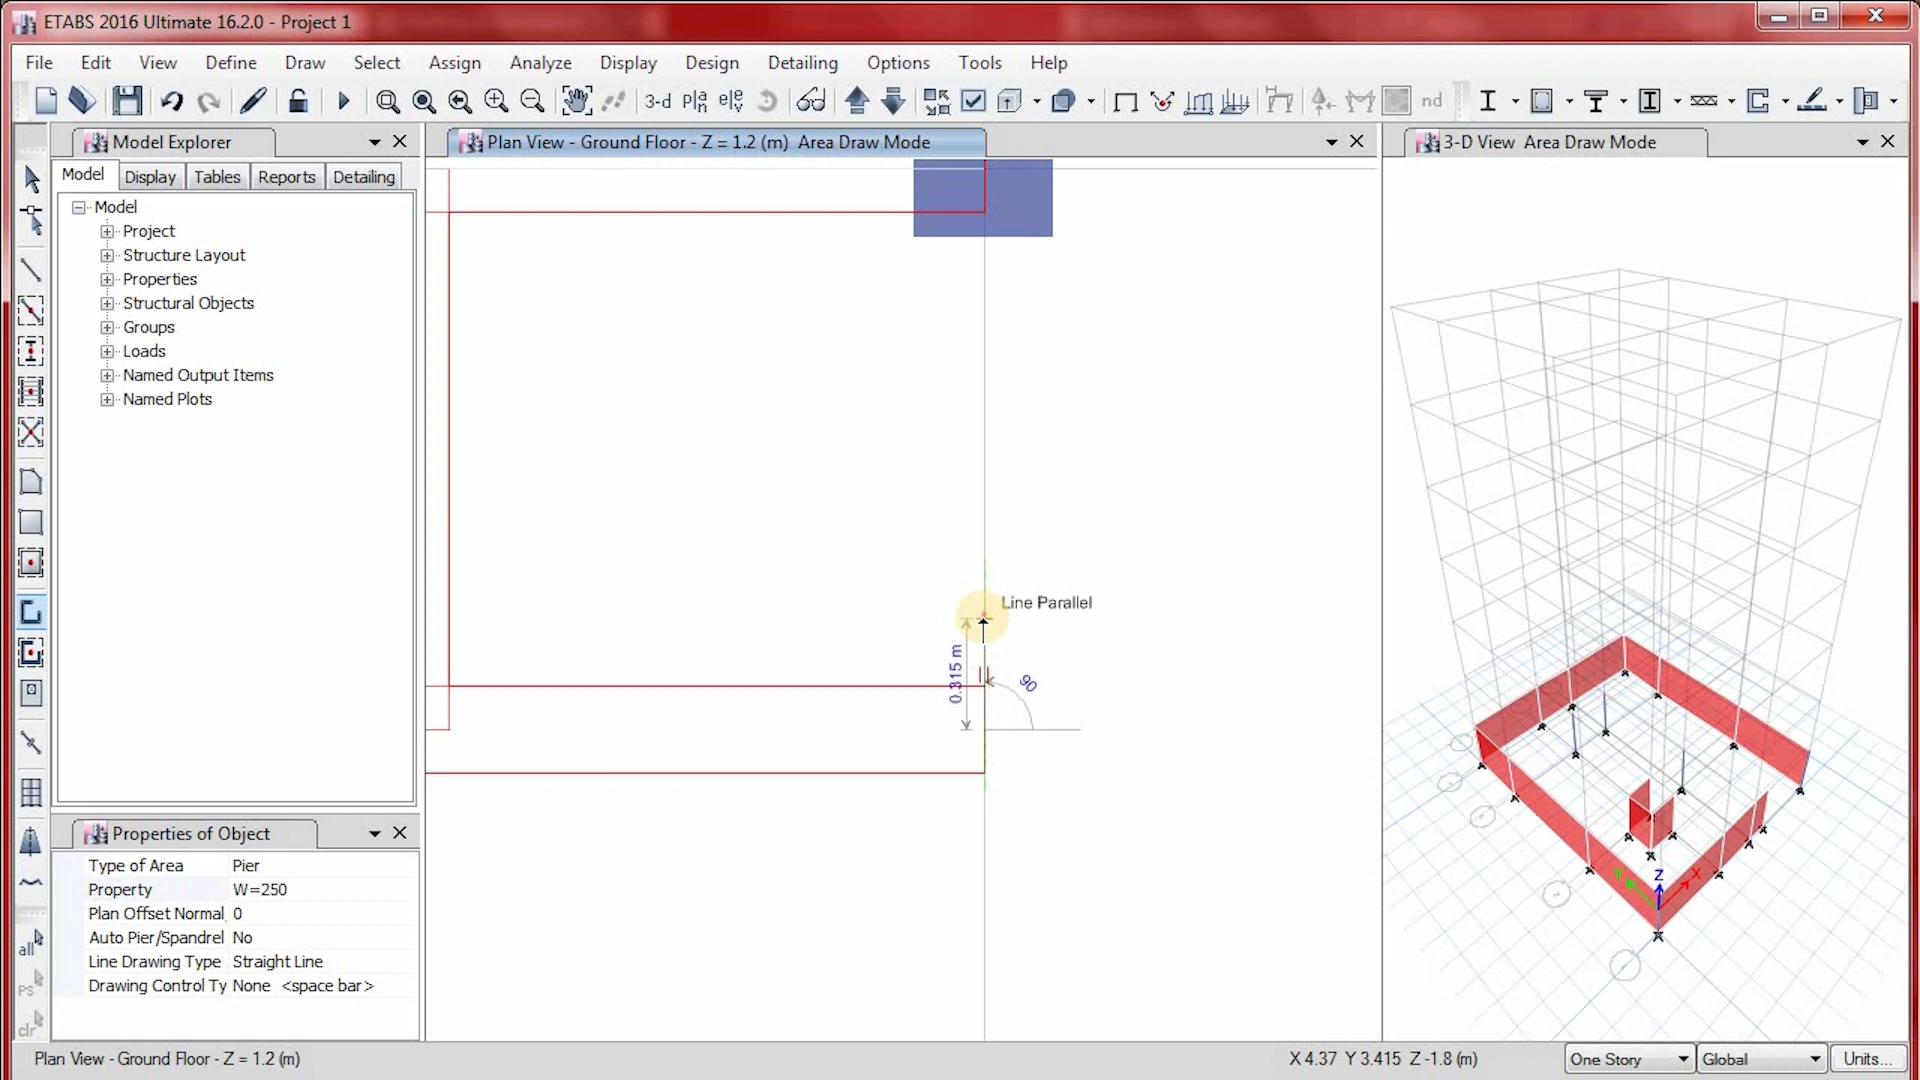 ETABS 2016 Ultimate 16.2.0 - Project 1
File Edit View Define Draw Select Assign Analyze Display Design Detailing Options Tools Help
3-d pla ele nd
Model Explorer
Plan View - Ground Floor - Z = 1.2 (m) Area Draw Mode
3-D View Area Draw Mode
Model Display Tables Reports Detailing
Model
Project
Structure Layout
Properties
Structural Objects
Groups
Loads
Named Output Items
Named Plots
Line Parallel
0.315 m
90
Z
X
Y
Properties of Object
Type of Area Pier
Property W=250
Plan Offset Normal, 0
Auto Pier/Spandrel No
Line Drawing Type Straight Line
Drawing Control Ty None <space bar>
all
ps
clr
Plan View - Ground Floor - Z = 1.2 (m)
X 4.37 Y 3.415 Z -1.8 (m)
One Story
Global
Units...